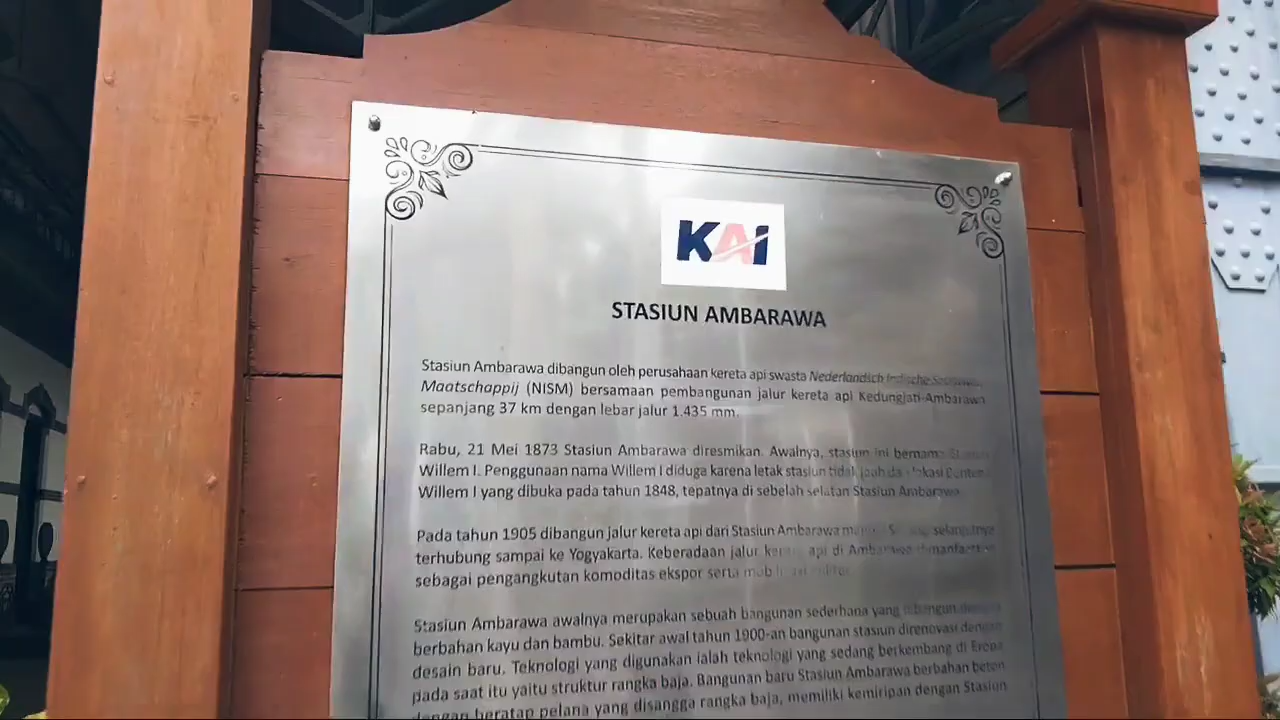 KAI
STASIUN AMBARAWA
Stasiun Ambarawa dibangun oleh perusahaan kereta api swasta Nederlandsch Indische
Maatschappij (NISM) bersamaan pembangunan jalur kereta api Kedungjati-Ambarawa
sepanjang 37 km dengan lebar jalur 1.435 mm.
Rabu, 21 Mei 1873 Stasiun Ambarawa diresmikan. Awalnya, stasiun ini bernama
Willem I. Penggunaan nama Willem I diduga karena letak stasiun tidak
Willem I yang dibuka pada tahun 1848, tepatnya di sebelah selatan Stasiun Ambarawa.
Pada tahun 1905 dibangun jalur kereta api dari Stasiun Ambarawa selanjutnya
terhubung sampai ke Yogyakarta. Keberadaan jalur kereta api di Ambarawa
sebagai pengangkutan komoditas ekspor serta
Stasiun Ambarawa awalnya merupakan sebuah bangunan sederhana yang
berbahan kayu dan bambu. Sekitar awal tahun 1900-an bangunan stasiun direnovasi dengan
desain baru. Teknologi yang digunakan ialah teknologi yang sedang berkembang di Eropa
pada saat itu yaitu struktur rangka baja. Bangunan baru Stasiun Ambarawa berbahan beton
dengan beratap pelana yang disangga rangka baja, memiliki kemiripan dengan Stasiun